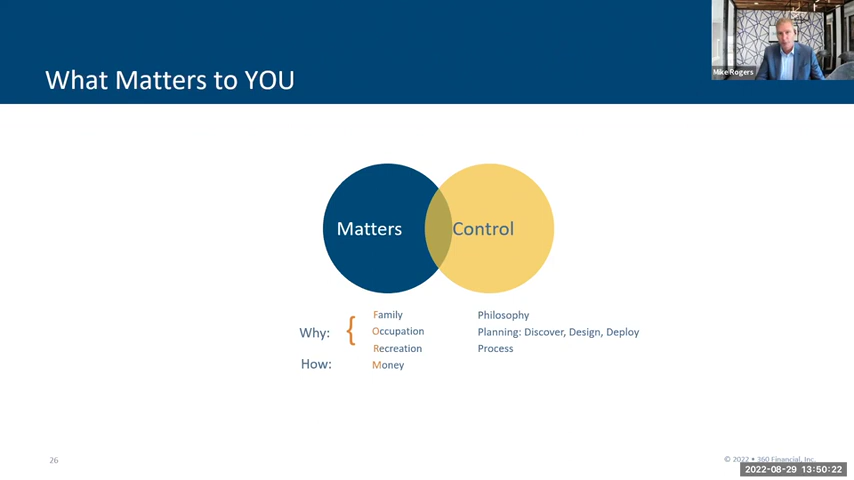 What Matters to YOU
Mike Rogers
Matters
Control
Why:
{
Family
Occupation
Recreation
How:
Money
Philosophy
Planning: Discover, Design, Deploy
Process
26
© 2022 • 360 Financial, Inc.
2022-08-29 13:50:22